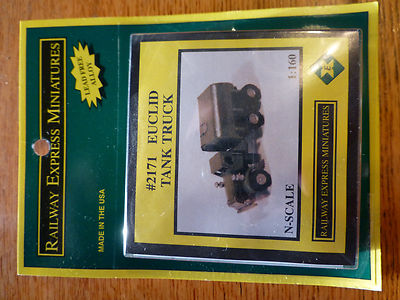 RAILWAY EXPRESS MINIATURES
LEAD FREE
ALLOY
MADE IN THE USA
#2171 EUCLID
TANK TRUCK
1:160
N-SCALE
RAILWAY EXPRESS MINIATURES